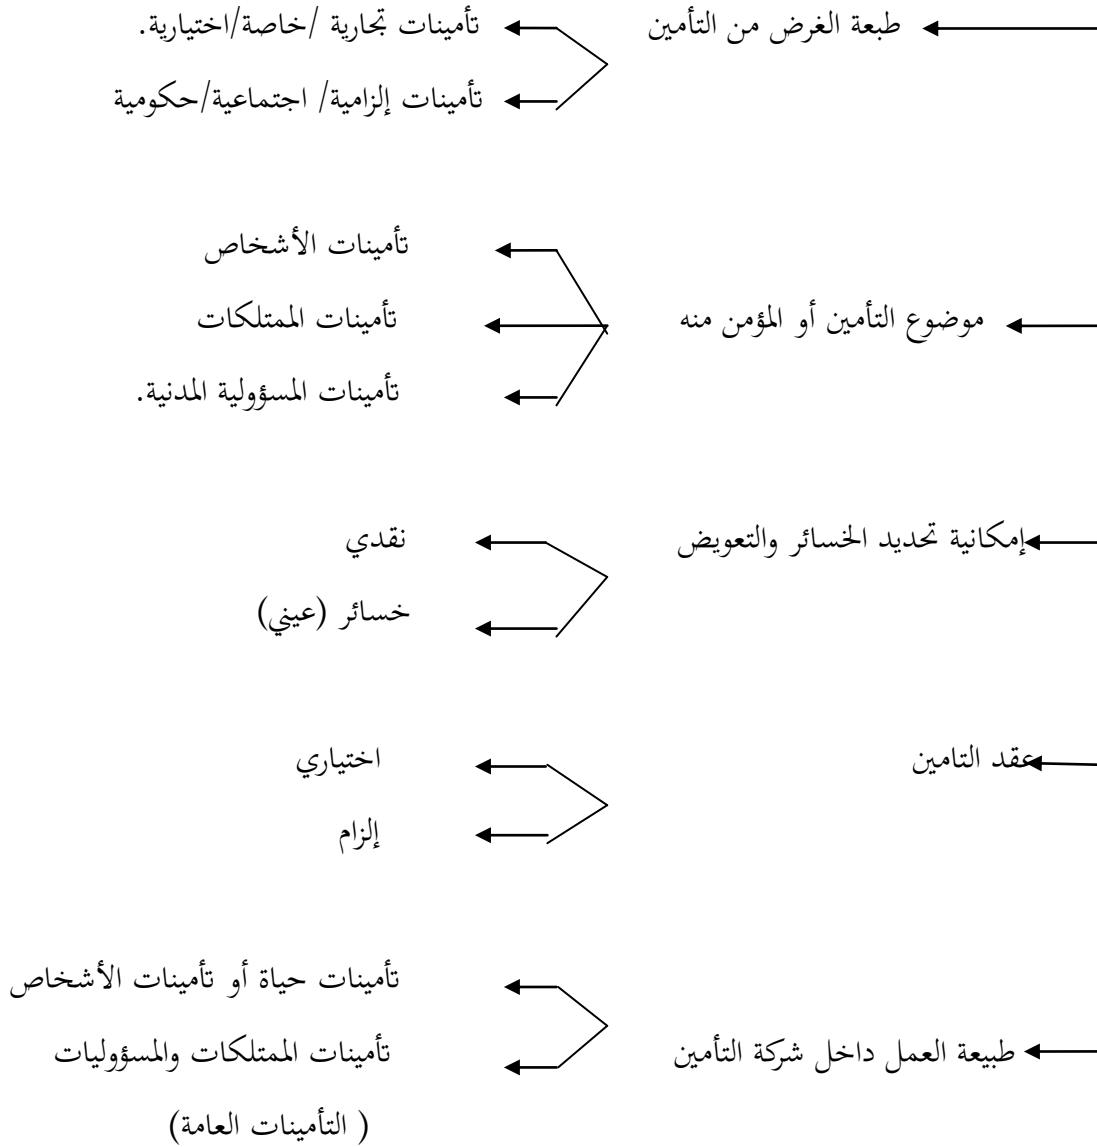 طبعة الغرض من التأمين
تأمينات تجارية /خاصة/اختيارية.
تأمينات إلزامية/ اجتماعية/حكومية
موضوع التأمين أو المؤمن منه
تأمينات الأشخاص
تأمينات الممتلكات
تأمينات المسؤولية المدنية.
إمكانية تحديد الخسائر والتعويض
نقدي
خسائر (عيني)
عقد التامين
اختياري
إلزام
طبيعة العمل داخل شركة التأمين
تأمينات حياة أو تأمينات الأشخاص
تأمينات الممتلكات والمسؤوليات
( التأمينات العامة)